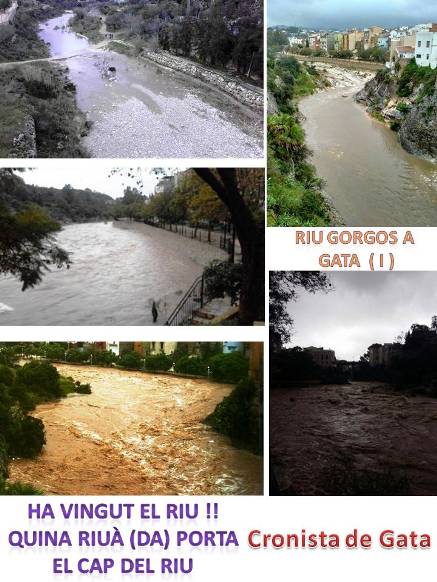 RIU GORGOS A
GATA ( I )
HA VINGUT EL RIU !!
QUINA RIUÀ (DA) PORTA
EL CAP DEL RIU
Cronista de Gata